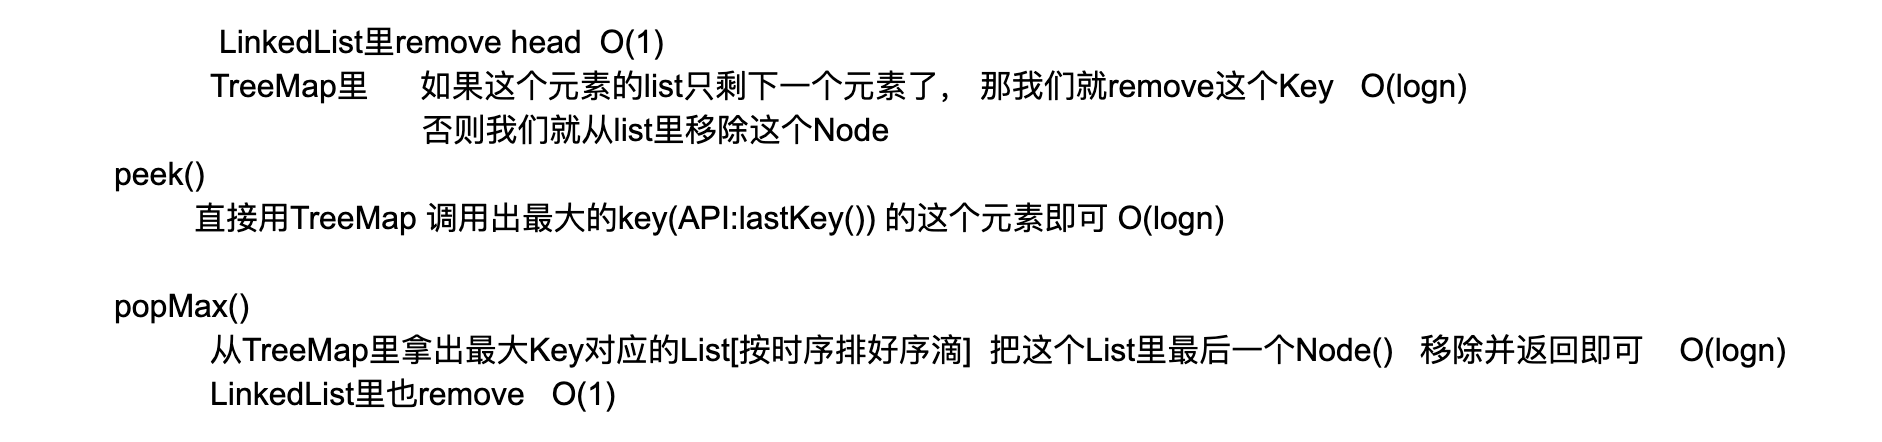 LinkedList里remove head  O(1)
TreeMap里  如果这个元素的list只剩下一个元素了， 那我们就remove这个Key  O(logn)
否则我们就从list里移除这个Node
peek()
直接用TreeMap 调用出最大的key(API:lastKey()) 的这个元素即可 O(logn)
popMax()
从TreeMap里拿出最大Key对应的List[按时序排好序滴]  把这个List里最后一个Node()  移除并返回即可  O(logn)
LinkedList里也remove  O(1)